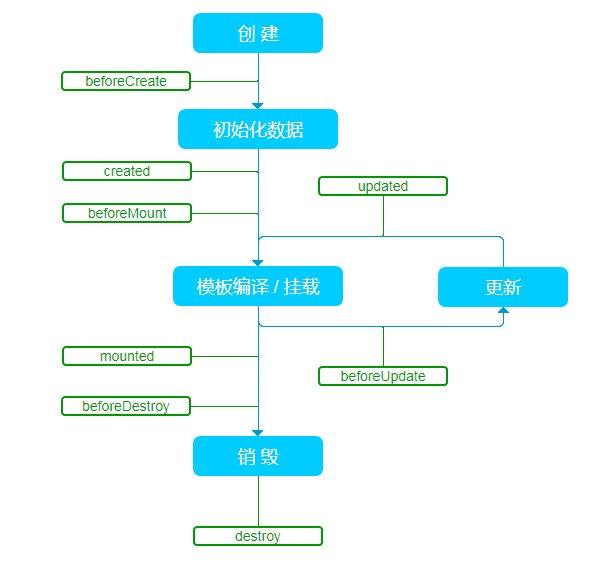 创 建
beforeCreate
初始化数据
created
updated
beforeMount
模板编译 / 挂载
更新
mounted
beforeUpdate
beforeDestroy
销 毁
destroy